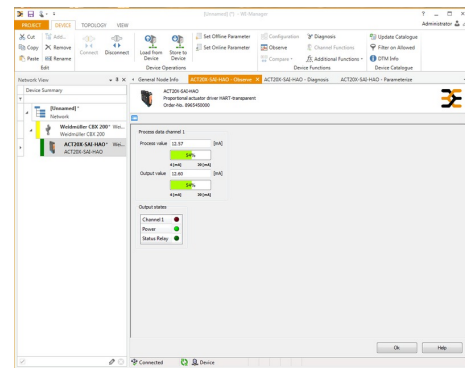 [Unnamed] [*] - WI-Manager
PROJECT DEVICE TOPOLOGY VIEW Administrator
Cut Add...
Copy Remove
Paste Rename
Edit
Connect Disconnect
Load from Device Store to Device
Device Operations
Set Offline Parameter
Set Online Parameter
Configuration Diagnosis
Observe Channel Functions
Compare Additional Functions
Device Functions
Update Catalogue
Filter on Allowed
DTM Info
Device Catalogue
Network View
General Node Info ACT20X-SAI-HAO - Observe X ACT20X-SAI-HAO - Diagnosis ACT20X-SAI-HAO - Parameterize
Device Summary
[Unnamed]*
Network
Weidmüller CBX 200* Wei...
Weidmüller CBX 200
ACT20X-SAI-HAO* Wei...
ACT20X-SAI-HAO
ACT20X-SAI-HAO
Proportional actuator driver HART-transparent
Order-No. 8965450000
Process data channel 1
Process value 12.57 [mA]
54%
20 [mA]
Output value 12.60 [mA]
54%
20 [mA]
Output states
Channel 1
Power
Status Relay
Ok Help
Connected Device